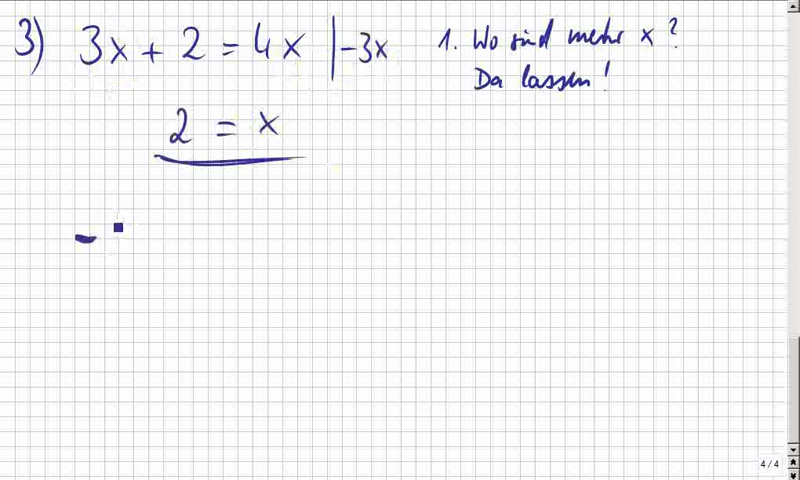 3) 3x + 2 = 4x | -3x
1. Wo sind mehr x?
Da lassen!
2 = x
-
4 / 4